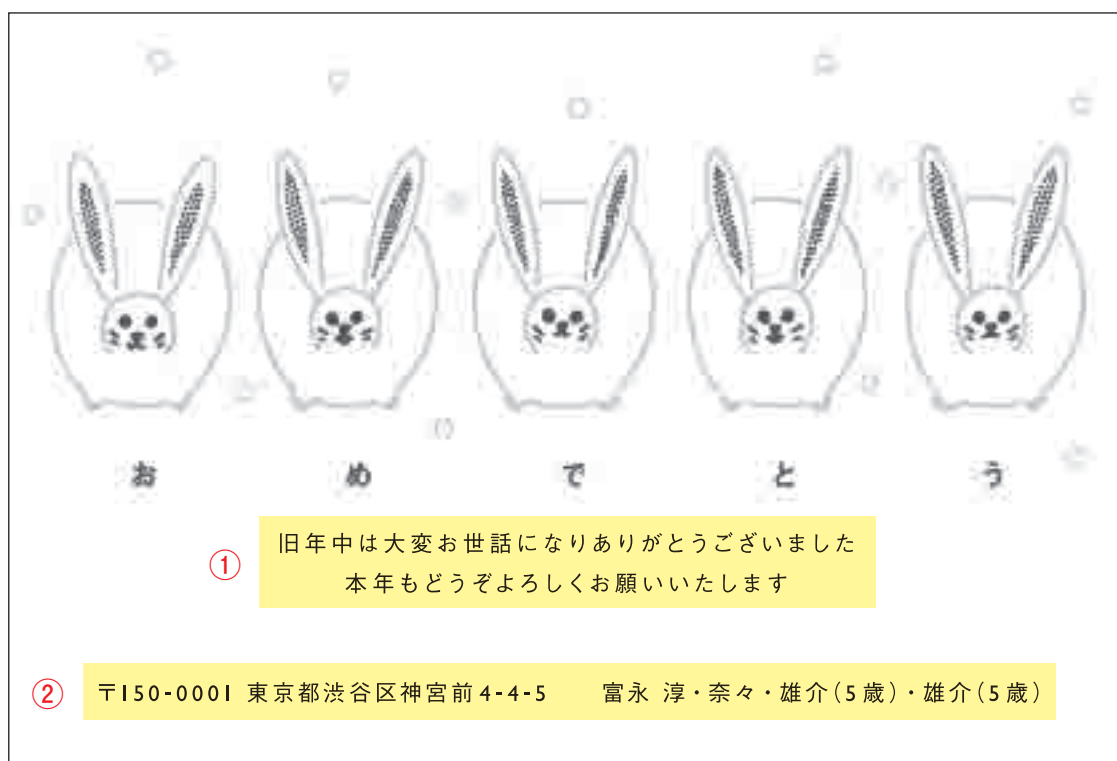 お め で と う
① 旧年中は大変お世話になりありがとうございました
本年もどうぞよろしくお願いいたします
② 〒150-0001 東京都渋谷区神宮前4-4-5 富永 淳・奈々・雄介(5歳)・雄介(5歳)